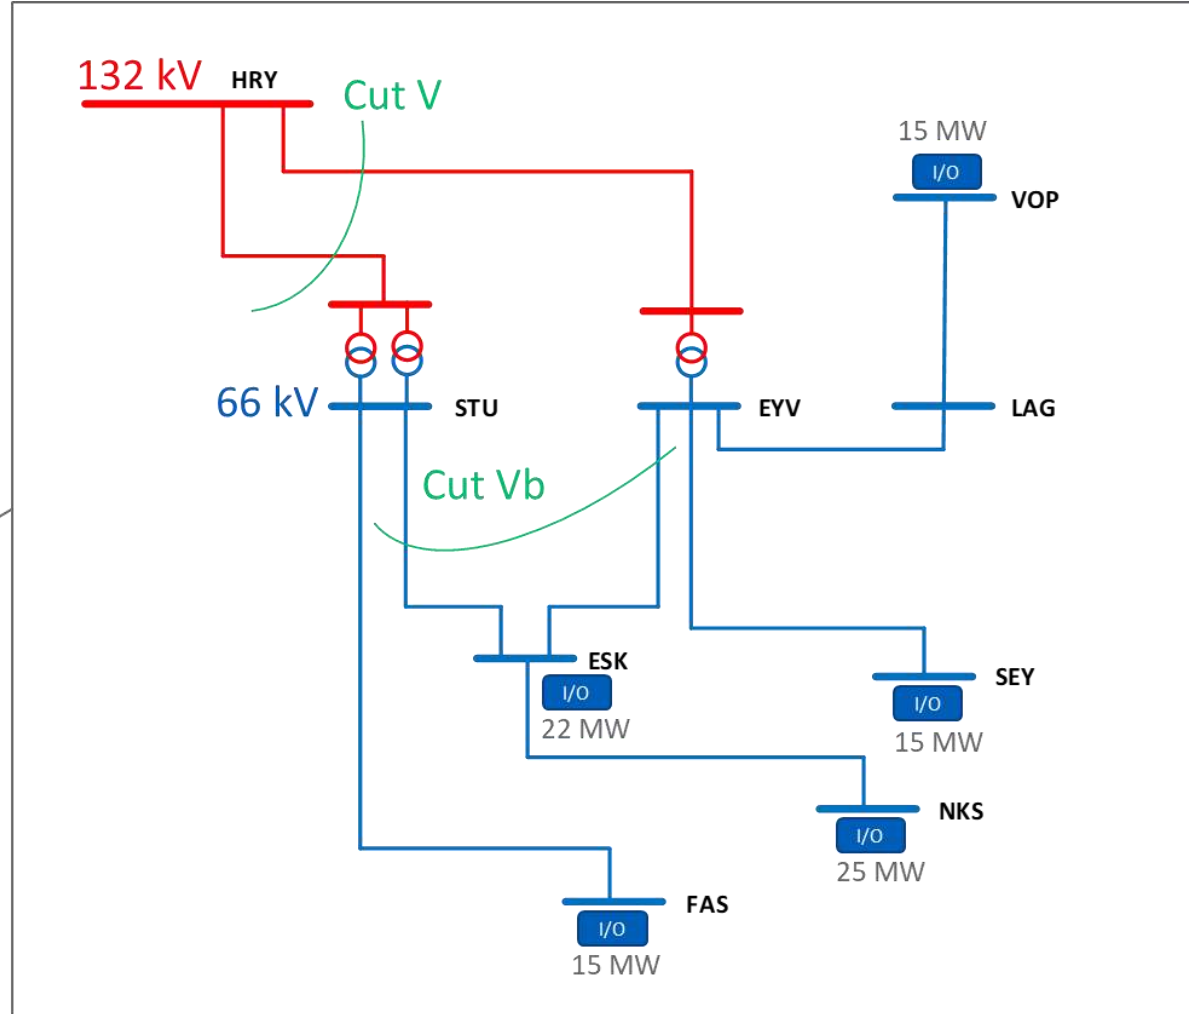 132 kV
HRY
Cut V
15 MW
I/O
VOP
66 kV
STU
EYV
LAG
Cut Vb
ESK
I/O
22 MW
SEY
I/O
15 MW
NKS
I/O
25 MW
FAS
I/O
15 MW